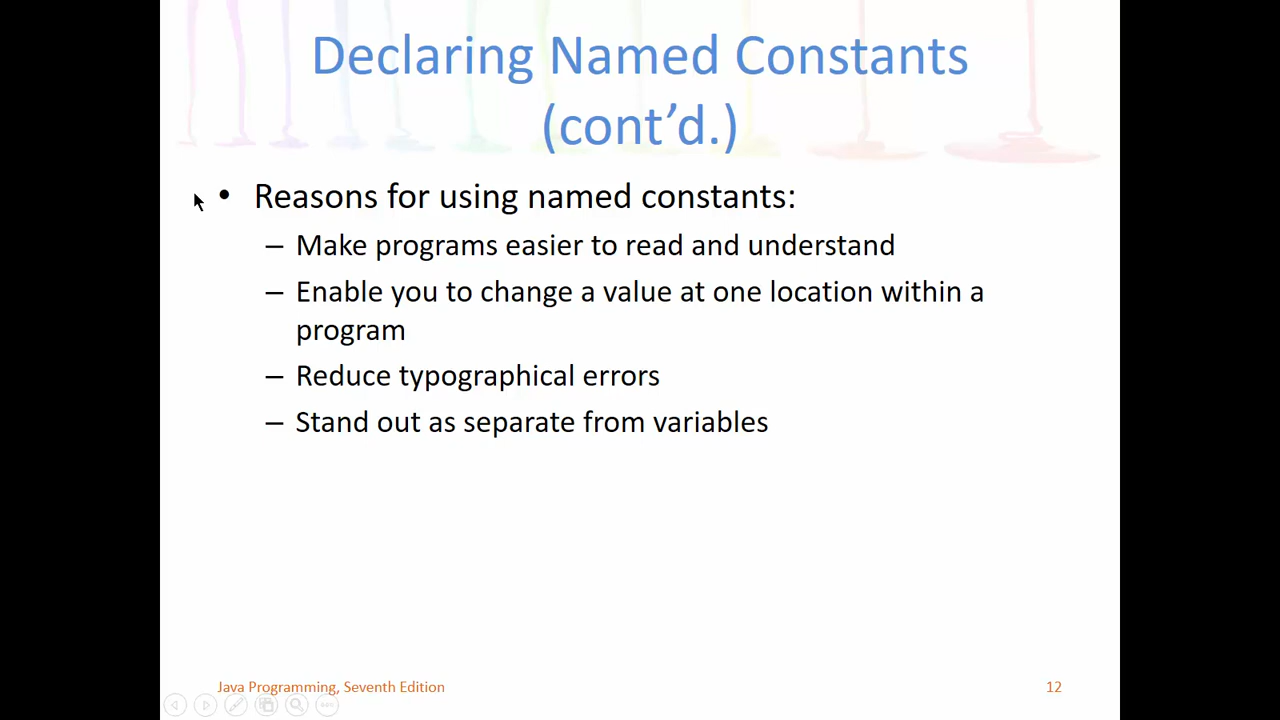 Declaring Named Constants
(cont’d.)
• Reasons for using named constants:
– Make programs easier to read and understand
– Enable you to change a value at one location within a
program
– Reduce typographical errors
– Stand out as separate from variables
Java Programming, Seventh Edition
12